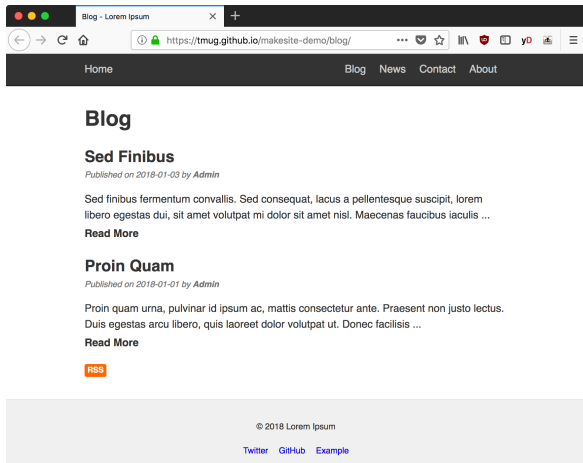 Blog - Lorem Ipsum
https://tmug.github.io/makesite-demo/blog/
yD
Home Blog News Contact About
Blog
Sed Finibus
Published on 2018-01-03 by Admin
Sed finibus fermentum convallis. Sed consequat, lacus a pellentesque suscipit, lorem
libero egestas dui, sit amet volutpat mi dolor sit amet nisl. Maecenas faucibus iaculis ...
Read More
Proin Quam
Published on 2018-01-01 by Admin
Proin quam urna, pulvinar id ipsum ac, mattis consectetur ante. Praesent non justo lectus.
Duis egestas arcu libero, quis laoreet dolor volutpat ut. Donec facilisis ...
Read More
RSS
© 2018 Lorem Ipsum
Twitter GitHub Example